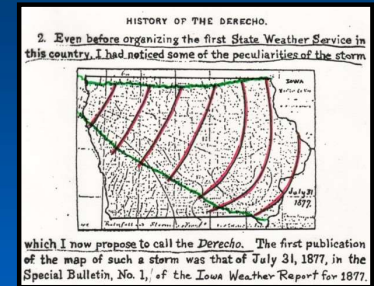 HISTORY OF THE DERECHO.
2. Even before organizing the first State Weather Service in
this country, I had noticed some of the peculiarities of the storm
IOWA
July 31
1877.
which I now propose to call the Derecho. The first publication
of the map of such a storm was that of July 31, 1877, in the
Special Bulletin, No. 1, of the Iowa Weather Report for 1877.